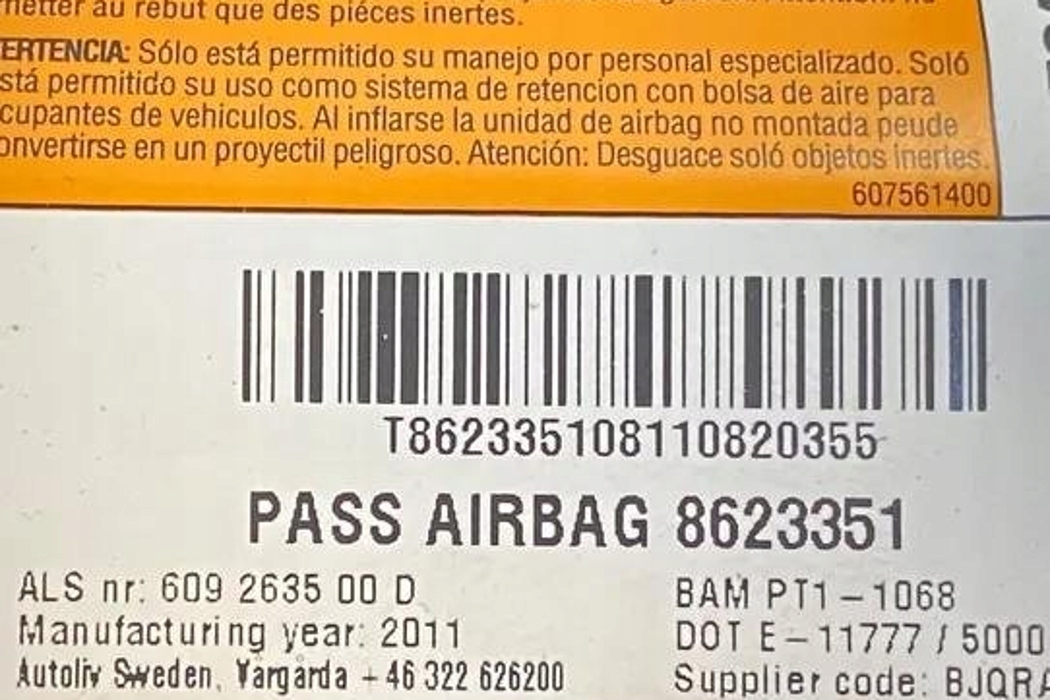 metter au rebut que des piéces inertes.
ERTENCIA: Sólo está permitido su manejo por personal especializado. Soló
stá permitido su uso como sistema de retencion con bolsa de aire para
cupantes de vehiculos. Al inflarse la unidad de airbag no montada peude
onvertirse en un proyectil peligroso. Atención: Desguace soló objetos inertes.
607561400
T862335108110820355
PASS AIRBAG 8623351
ALS nr: 609 2635 00 D
BAM PT1-1068
Manufacturing year: 2011
DOT E-11777 / 5000
Autoliv Sweden, Vårgårda +46 322 626200
Supplier code: